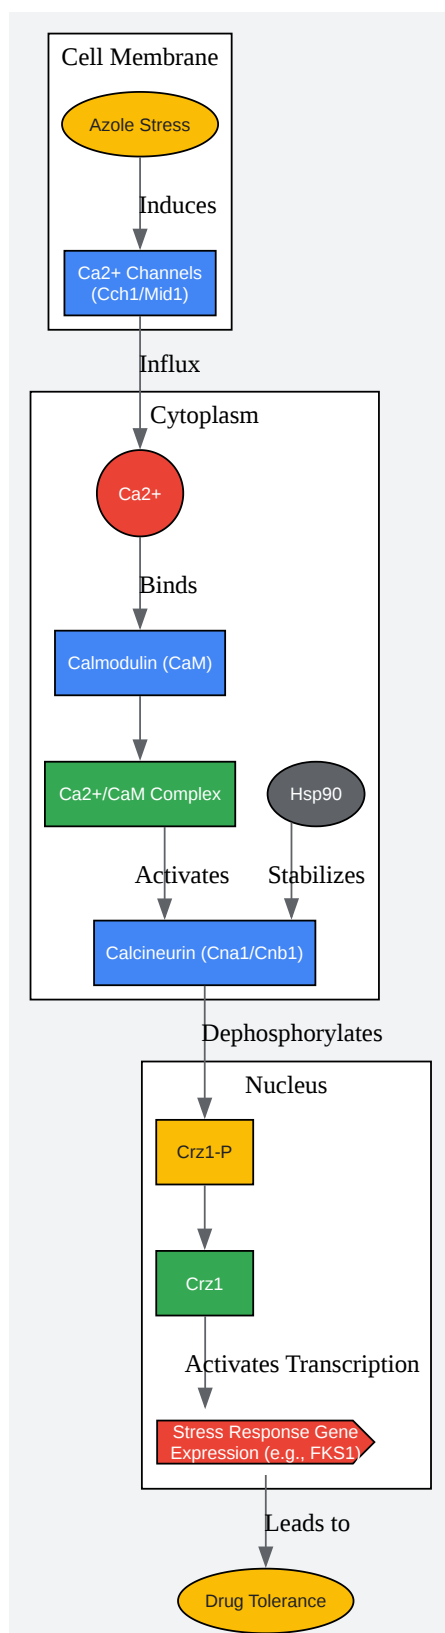 Cell Membrane
Azole Stress
Induces
Ca2+ Channels
(Cch1/Mid1)
Influx
Cytoplasm
Ca2+
Binds
Calmodulin (CaM)
Ca2+/CaM Complex
Hsp90
Activates
Stabilizes
Calcineurin (Cna1/Cnb1)
Dephosphorylates
Nucleus
Crz1-P
Crz1
Activates Transcription
Stress Response Gene
Expression (e.g., FKS1)
Leads to
Drug Tolerance